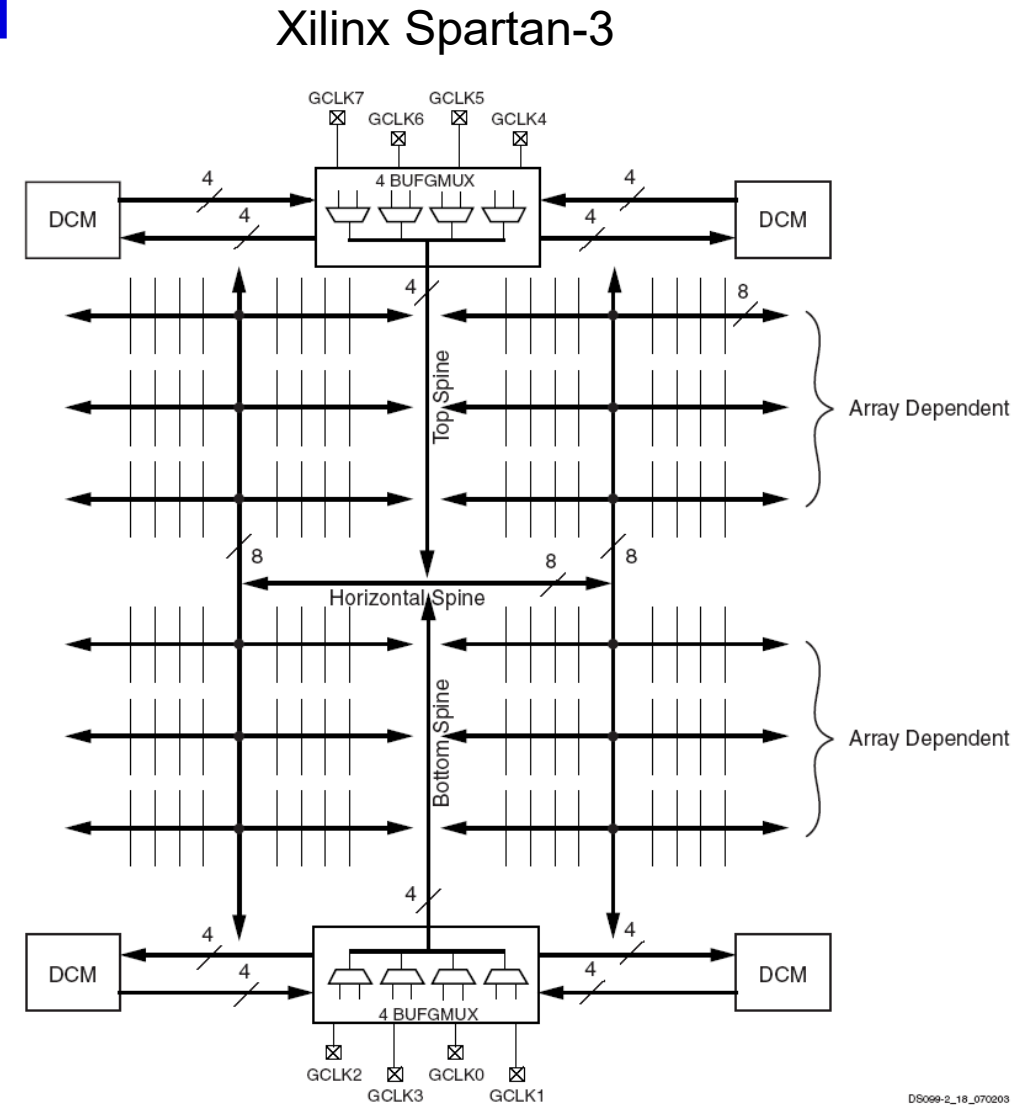 Xilinx Spartan-3
GCLK7
GCLK5
GCLK6
GCLK4
4 BUFGMUX
DCM
4
4
4
4
DCM
4
8
Top Spine
Array Dependent
8
8
8
Horizontal Spine
Bottom Spine
Array Dependent
4
DCM
4
4
4
4
DCM
4 BUFGMUX
GCLK2
GCLK0
GCLK3
GCLK1
DS099-2_18_070203